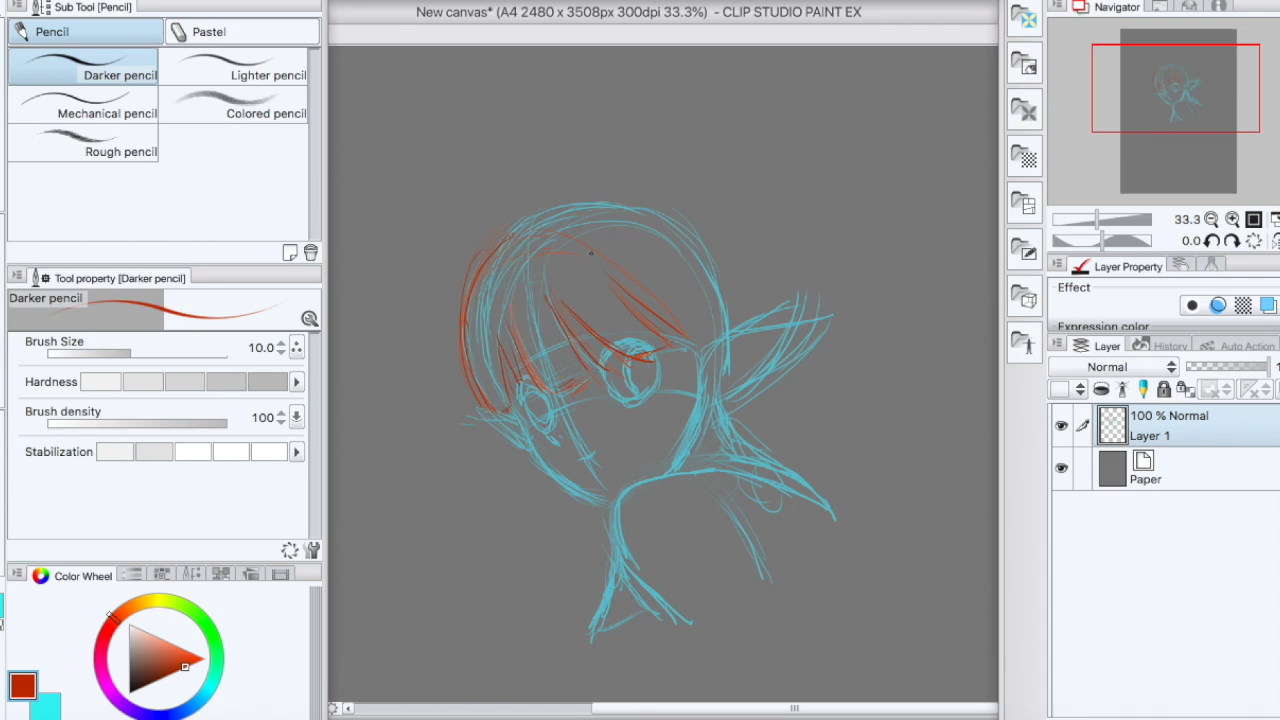 New canvas* (A4 2480 x 3508px 300dpi 33.3%) - CLIP STUDIO PAINT EX
Sub Tool [Pencil]
Pencil
Pastel
Darker pencil
Lighter pencil
Mechanical pencil
Colored pencil
Rough pencil
Tool property [Darker pencil]
Darker pencil
Brush Size
10.0
Hardness
Brush density
100
Stabilization
Color Wheel
Navigator
33.3
0.0
Layer Property
Effect
Expression color
Layer
History
Auto Action
Normal
100 % Normal
Layer 1
Paper